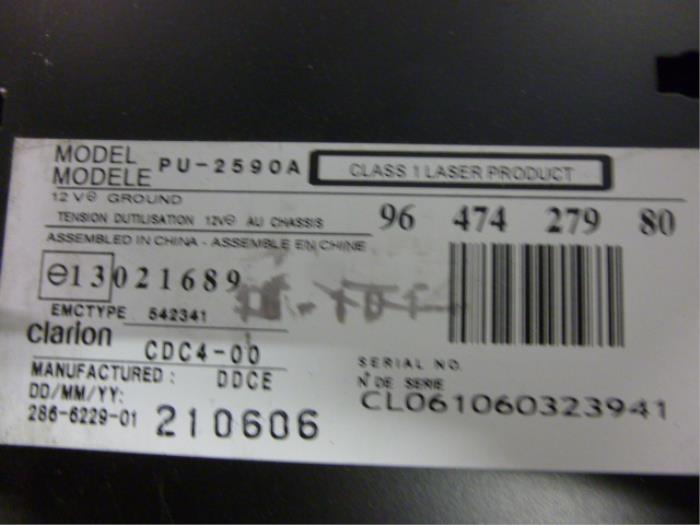 MODEL
MODELE PU-2590A
CLASS 1 LASER PRODUCT
12 V⊖ GROUND
TENSION DUTILISATION 12V⊖ AU CHASSIS
96 474 279 80
ASSEMBLED IN CHINA - ASSEMBLE EN CHINE
e13 021689
EMCTYPE 542341
clarion CDC4-00
MANUFACTURED : DDCE
DD/MM/YY:
286-6229-01 210606
SERIAL NO.
N° DE SERIE
CL061060323941